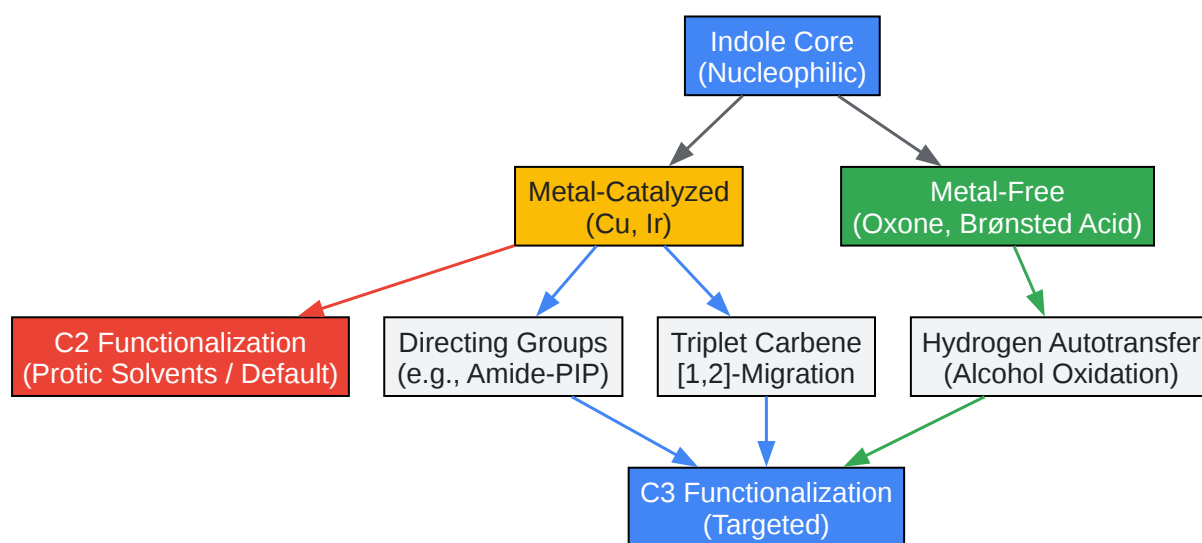 Indole Core
(Nucleophilic)
Metal-Catalyzed
(Cu, Ir)
Metal-Free
(Oxone, Brønsted Acid)
C2 Functionalization
(Protic Solvents / Default)
Directing Groups
(e.g., Amide-PIP)
Triplet Carbene
[1,2]-Migration
Hydrogen Autotransfer
(Alcohol Oxidation)
C3 Functionalization
(Targeted)